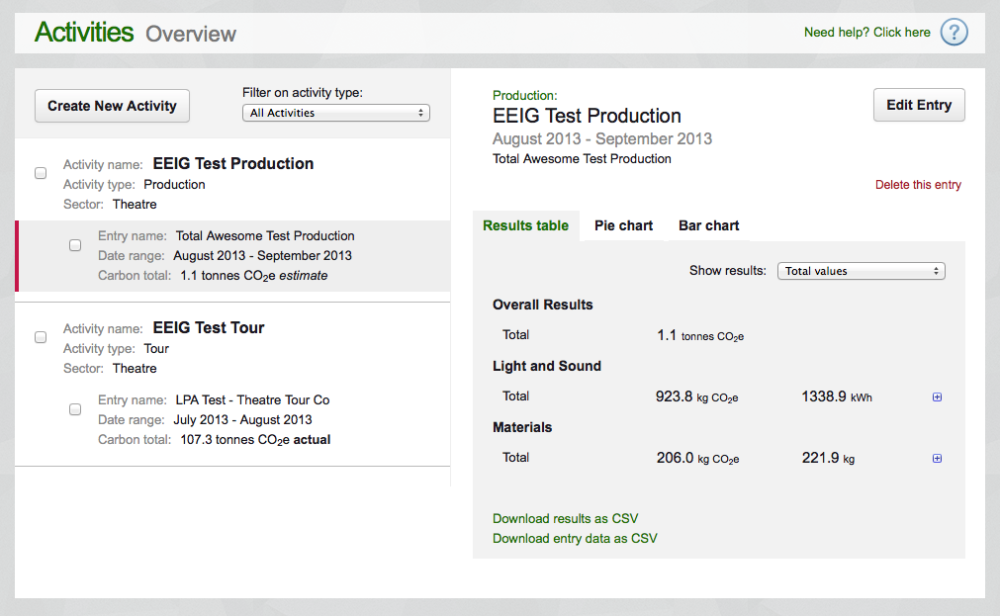 Activities Overview
Need help? Click here ?
Create New Activity
Filter on activity type:
All Activities
Activity name: EEIG Test Production
Activity type: Production
Sector: Theatre
Entry name: Total Awesome Test Production
Date range: August 2013 - September 2013
Carbon total: 1.1 tonnes CO₂e estimate
Activity name: EEIG Test Tour
Activity type: Tour
Sector: Theatre
Entry name: LPA Test - Theatre Tour Co
Date range: July 2013 - August 2013
Carbon total: 107.3 tonnes CO₂e actual
Production:
EEIG Test Production
August 2013 - September 2013
Total Awesome Test Production
Edit Entry
Delete this entry
Results table Pie chart Bar chart
Show results: Total values
Overall Results
Total 1.1 tonnes CO₂e
Light and Sound
Total 923.8 kg CO₂e 1338.9 kWh
Materials
Total 206.0 kg CO₂e 221.9 kg
Download results as CSV
Download entry data as CSV